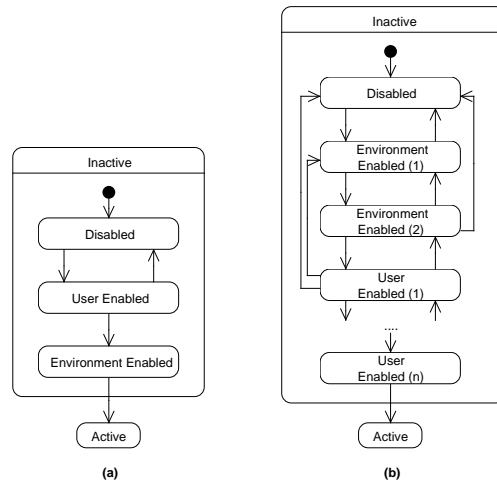 Inactive
Disabled
User Enabled
Environment Enabled
Active
(a)
Inactive
Disabled
Environment
Enabled (1)
Environment
Enabled (2)
User
Enabled (1)
....
User
Enabled (n)
Active
(b)